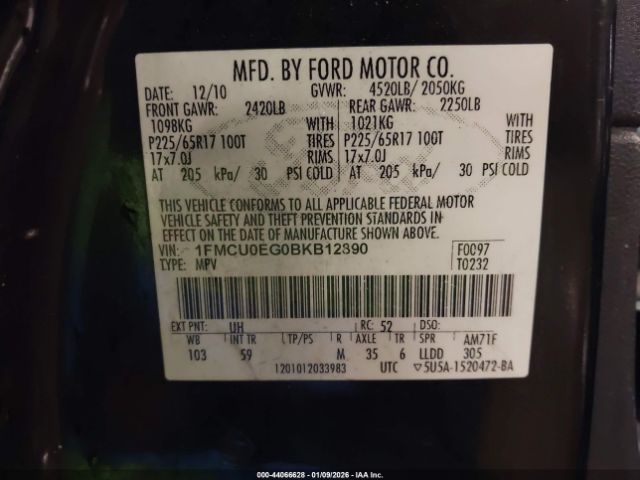 MFD. BY FORD MOTOR CO.
DATE: 12/10 GVWR: 4520LB/ 2050KG
FRONT GAWR: 2420LB REAR GAWR: 2250LB
1098KG WITH 1021KG WITH
P225/65R17 100T TIRES P225/65R17 100T TIRES
17x7.0J RIMS 17x7.0J RIMS
AT 205 kPa/ 30 PSI COLD AT 205 kPa/ 30 PSI COLD
THIS VEHICLE CONFORMS TO ALL APPLICABLE FEDERAL MOTOR
VEHICLE SAFETY AND THEFT PREVENTION STANDARDS IN
EFFECT ON THE DATE OF MANUFACTURE SHOWN ABOVE.
VIN: 1FMCU0EG0BKB12390 F0097
TYPE: MPV T0232
EXT PNT: UH RC: 52 DSO:
WB INT TR TP/PS R AXLE TR SPR AM71F
103 59 M 35 6 LLDD 305
1201012033983 UTC ▽5U5A-1520472-BA
000-44066628 - 01/09/2026 - IAA Inc.